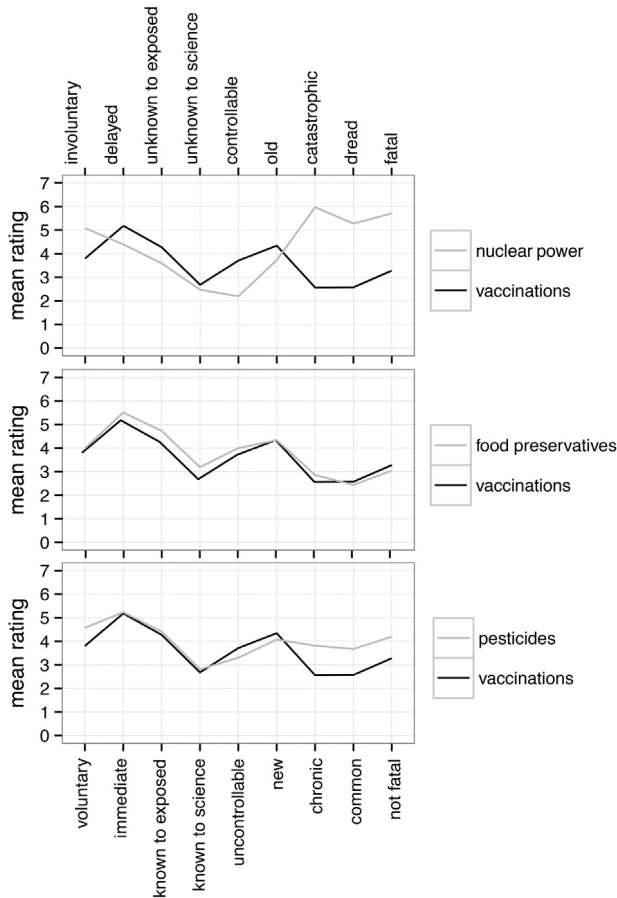 involuntary
delayed
unknown to exposed
unknown to science
controllable
old
catastrophic
dread
fatal
mean rating
7
6
5
4
3
2
1
0
nuclear power
vaccinations
mean rating
7
6
5
4
3
2
1
0
food preservatives
vaccinations
mean rating
7
6
5
4
3
2
1
0
pesticides
vaccinations
voluntary
immediate
known to exposed
known to science
uncontrollable
new
chronic
common
not fatal